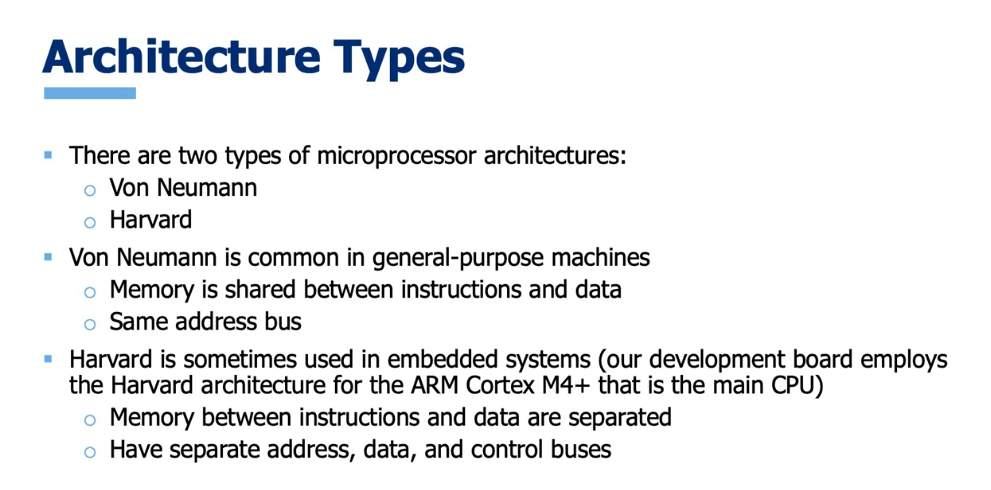 Architecture Types
There are two types of microprocessor architectures:
Von Neumann
Harvard
Von Neumann is common in general-purpose machines
Memory is shared between instructions and data
Same address bus
Harvard is sometimes used in embedded systems (our development board employs
the Harvard architecture for the ARM Cortex M4+ that is the main CPU)
Memory between instructions and data are separated
Have separate address, data, and control buses